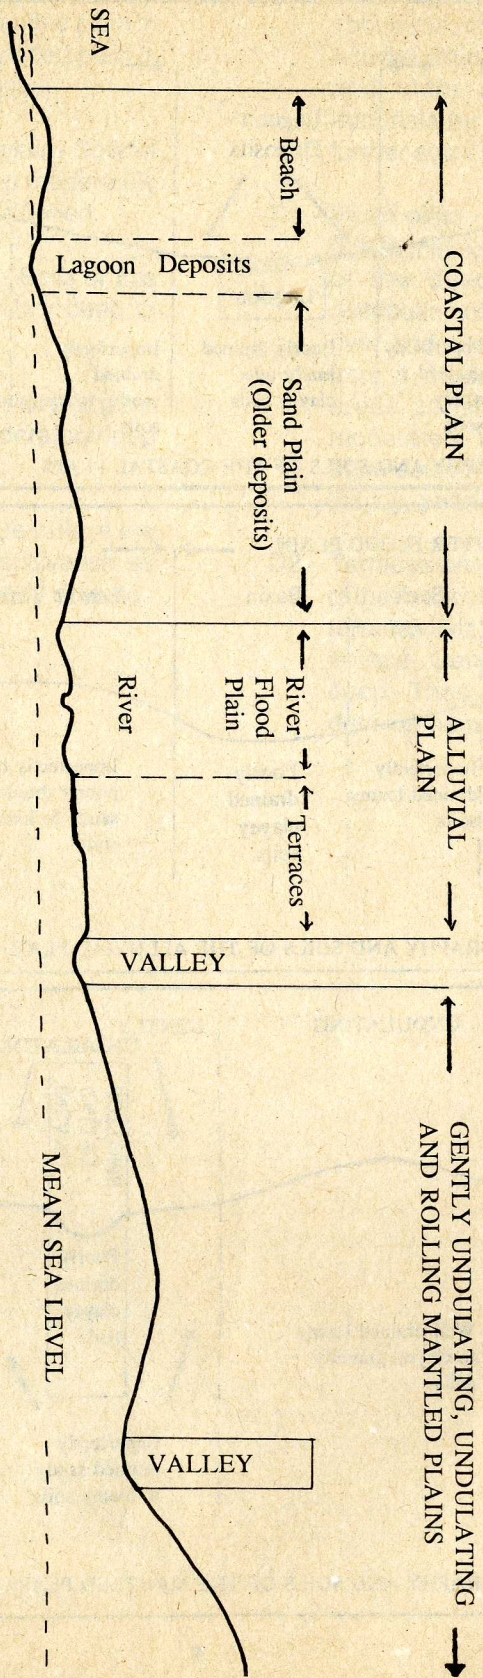 COASTAL PLAIN
ALLUVIAL
PLAIN
GENTLY UNDULATING, UNDULATING
AND ROLLING MANTLED PLAINS
Beach
Lagoon Deposits
Sand Plain
(Older deposits)
River
Flood
Plain
Terraces
River
VALLEY
VALLEY
SEA
MEAN SEA LEVEL